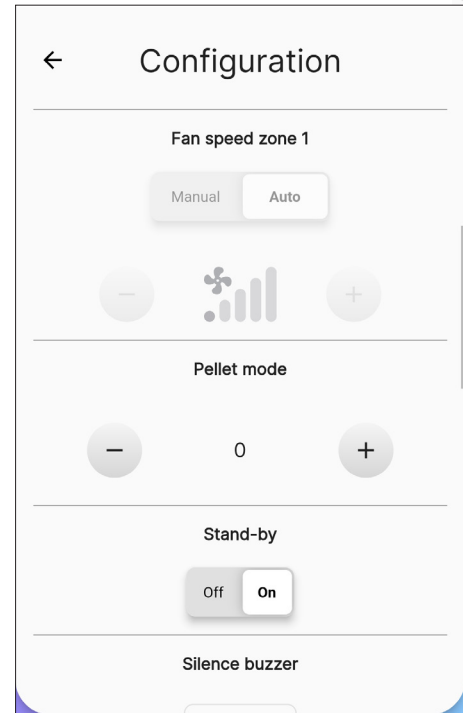 Configuration
Fan speed zone 1
Manual Auto
Pellet mode
0
Stand-by
Off On
Silence buzzer